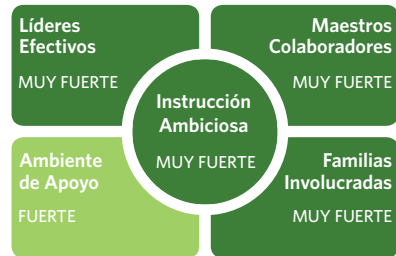 Líderes
Efectivos
MUY FUERTE
Maestros
Colaboradores
MUY FUERTE
Instrucción
Ambiciosa
MUY FUERTE
Ambiente
de Apoyo
FUERTE
Familias
Involucradas
MUY FUERTE